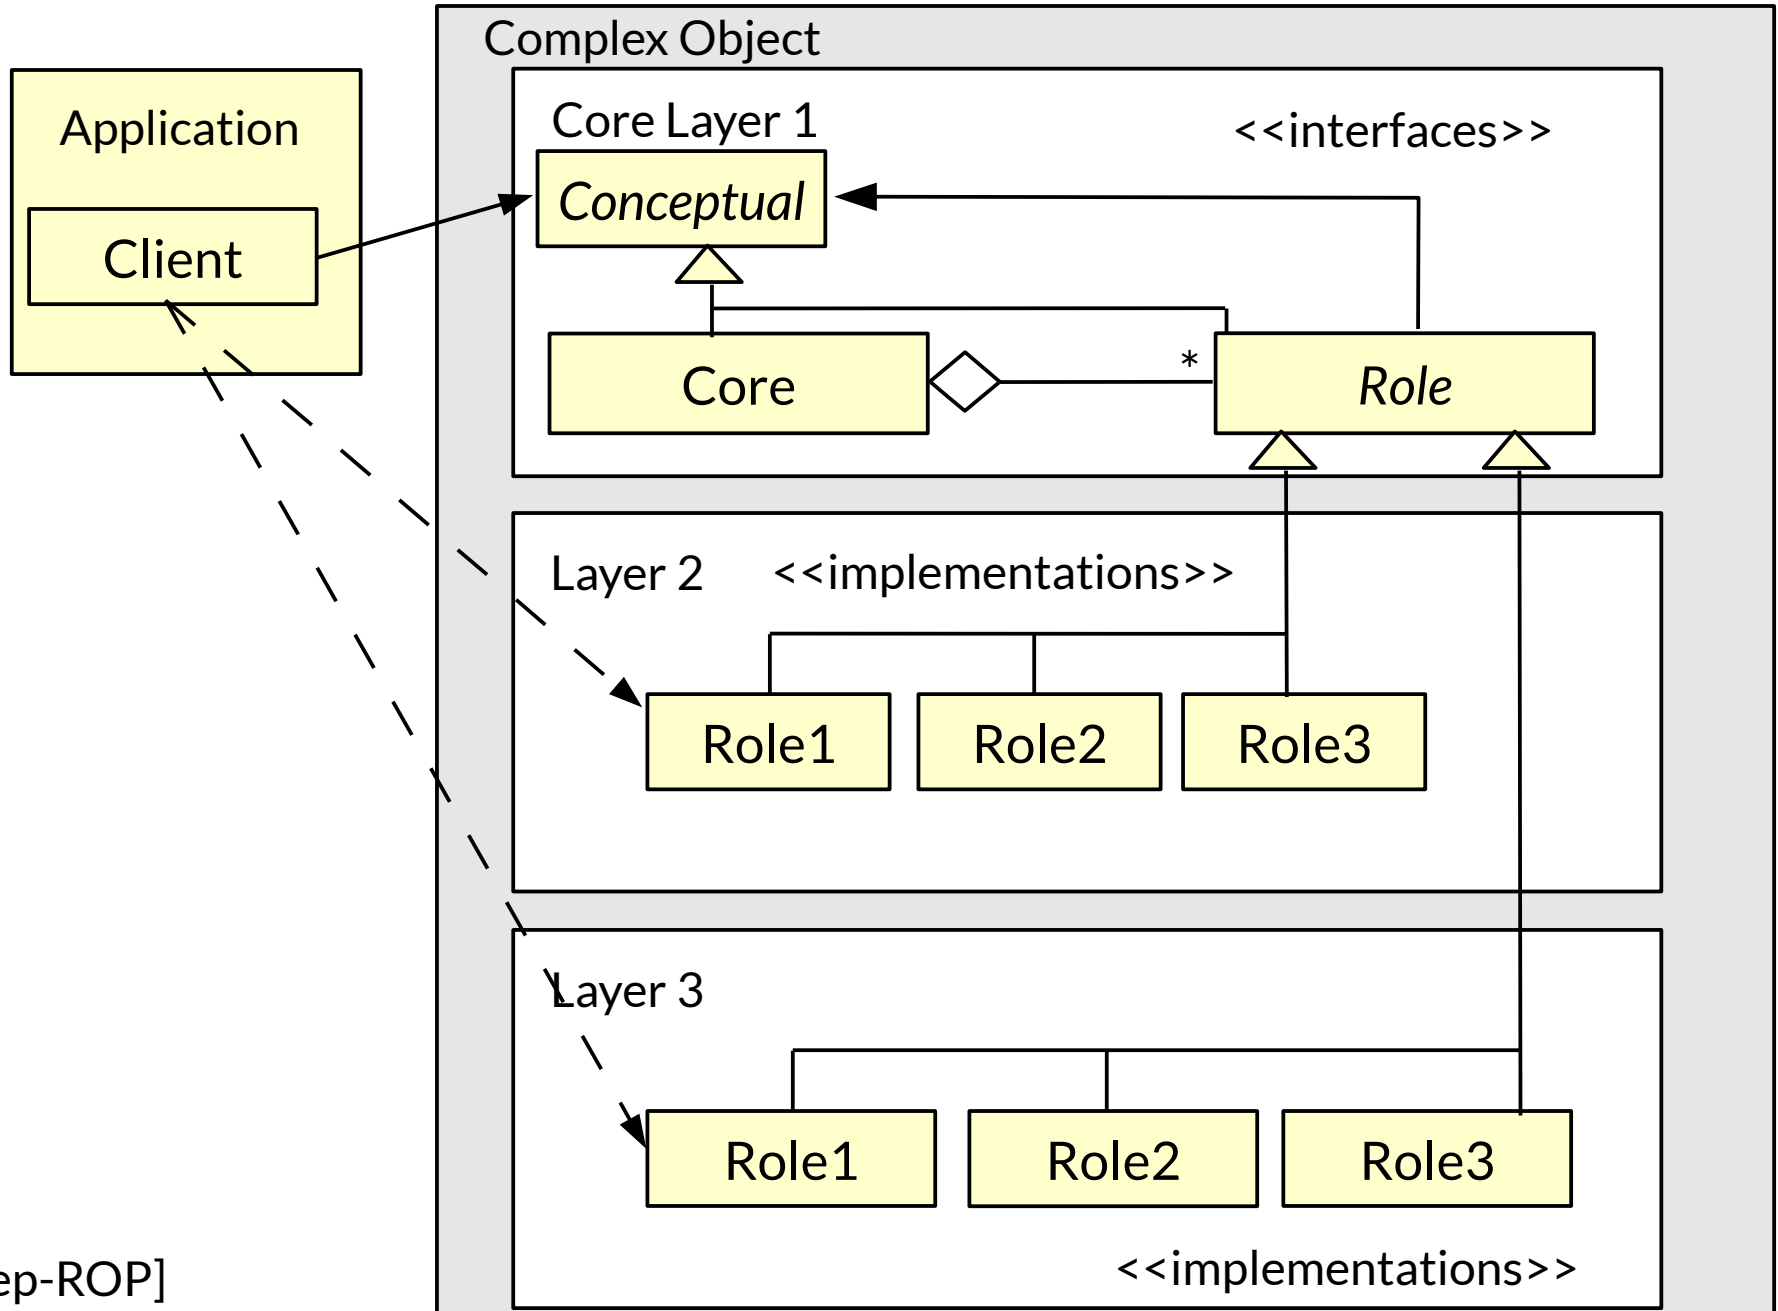 Complex Object
Application
Core Layer 1
<<interfaces>>
Conceptual
Client
Core
*
Role
Layer 2
<<implementations>>
Role1
Role2
Role3
Layer 3
Role1
Role2
Role3
<<implementations>>
ep-ROP]